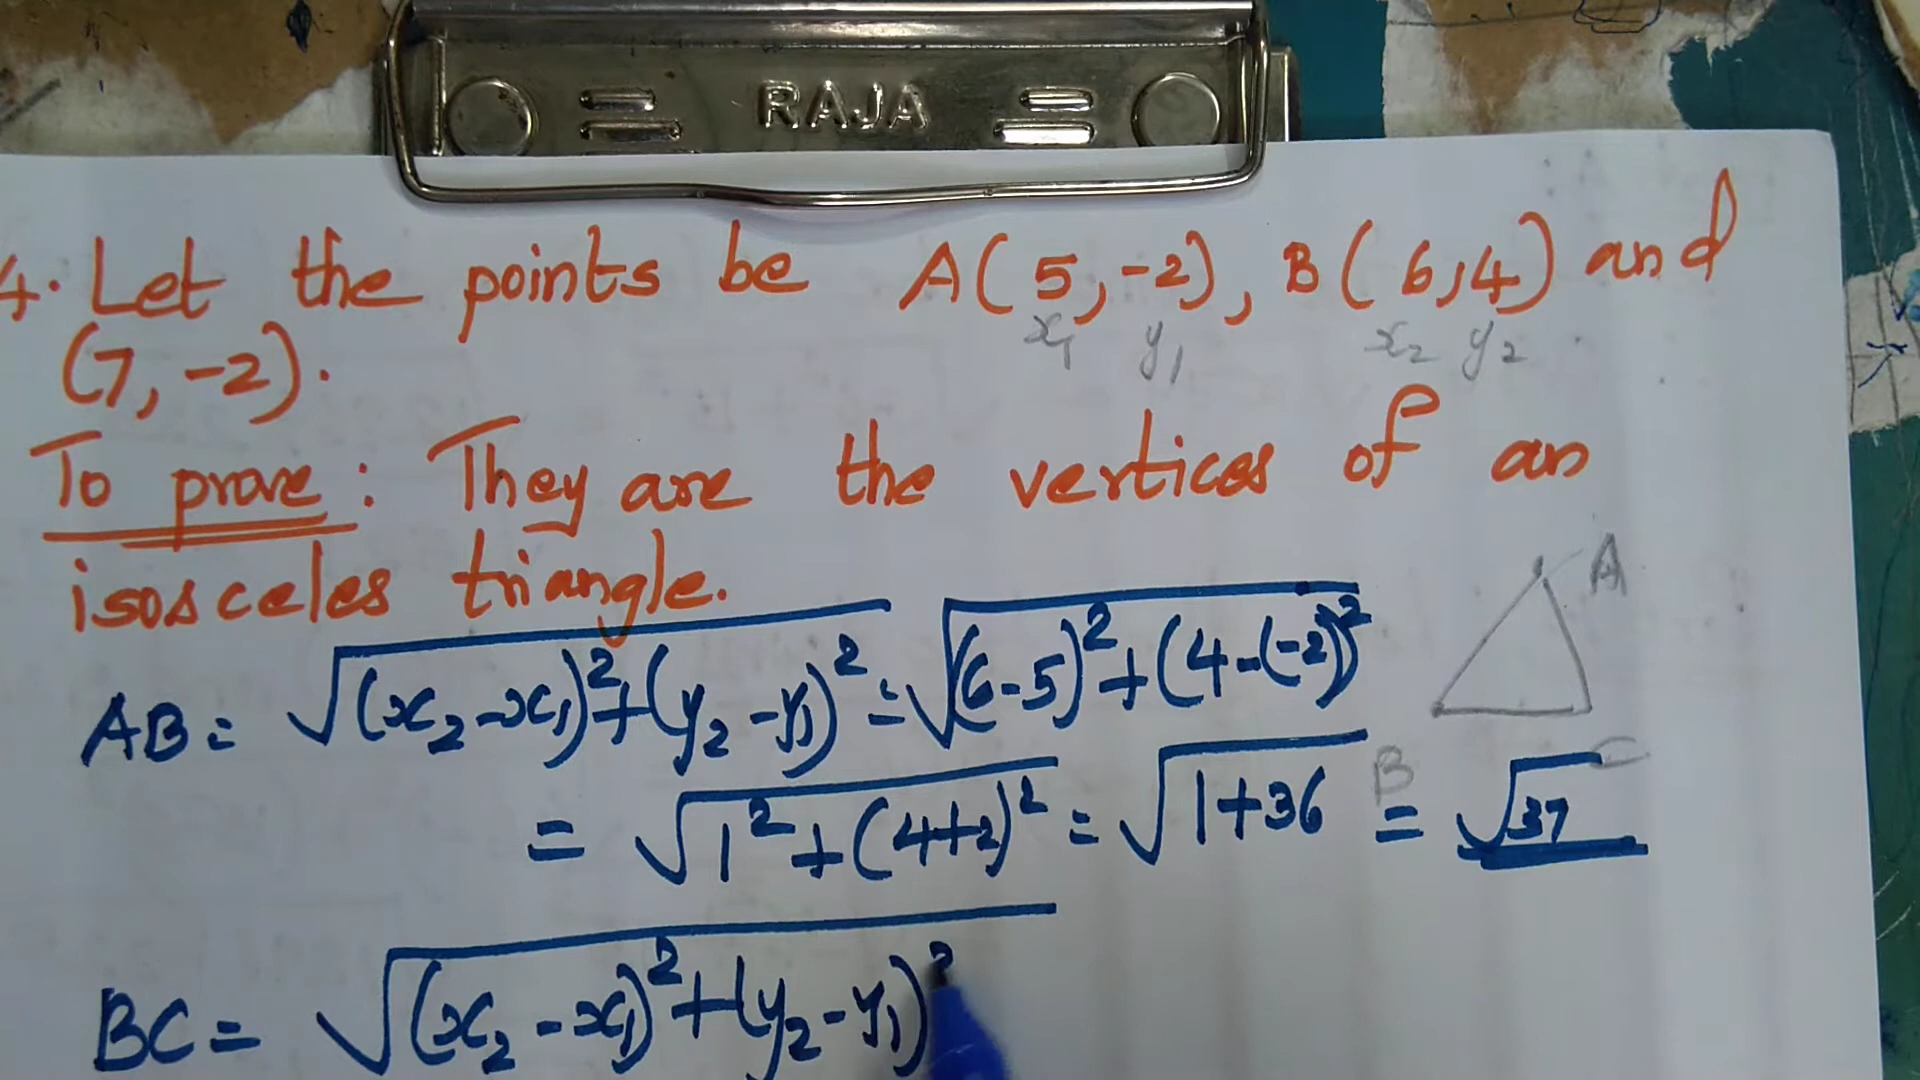 RAJA
4. Let the points be A(5,-2), B(6,4) and
x₁ y₁ x₂ y₂
(7,-2).
To prove: They are the vertices of an
isosceles triangle.
A
AB = √(x₂-x₁)²+(y₂-y₁)² = √(6-5)²+(4-(-2))²
B C
= √1²+(4+2)² = √1+36 = √37
BC = √(x₂-x₁)²+(y₂-y₁)²